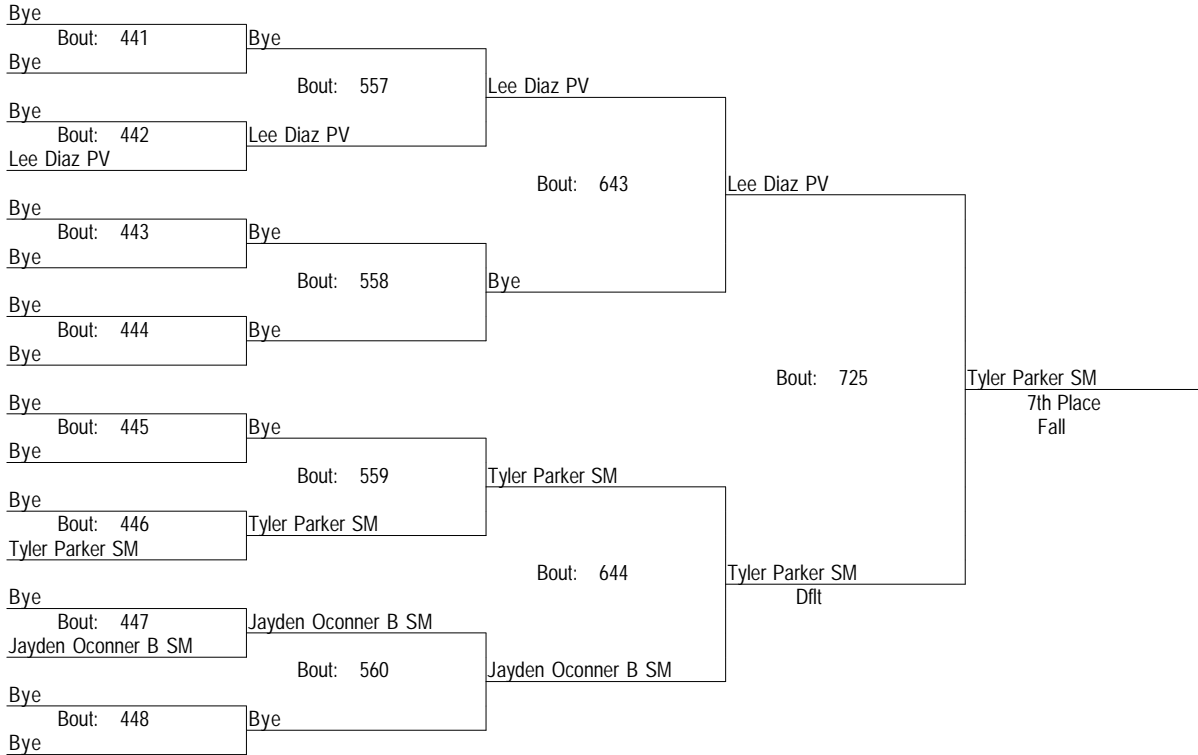 Bye
Bout: 441
Bye
Bye
Bout: 557
Lee Diaz PV
Bye
Bout: 442
Lee Diaz PV
Lee Diaz PV
Bout: 643
Lee Diaz PV
Bye
Bout: 443
Bye
Bye
Bout: 558
Bye
Bye
Bout: 444
Bye
Bye
Bout: 725
Tyler Parker SM
7th Place
Fall
Bye
Bout: 445
Bye
Bye
Bout: 559
Tyler Parker SM
Bye
Bout: 446
Tyler Parker SM
Tyler Parker SM
Bout: 644
Tyler Parker SM
Dflt
Bye
Bout: 447
Jayden Oconner B SM
Jayden Oconner B SM
Bout: 560
Jayden Oconner B SM
Bye
Bout: 448
Bye
Bye